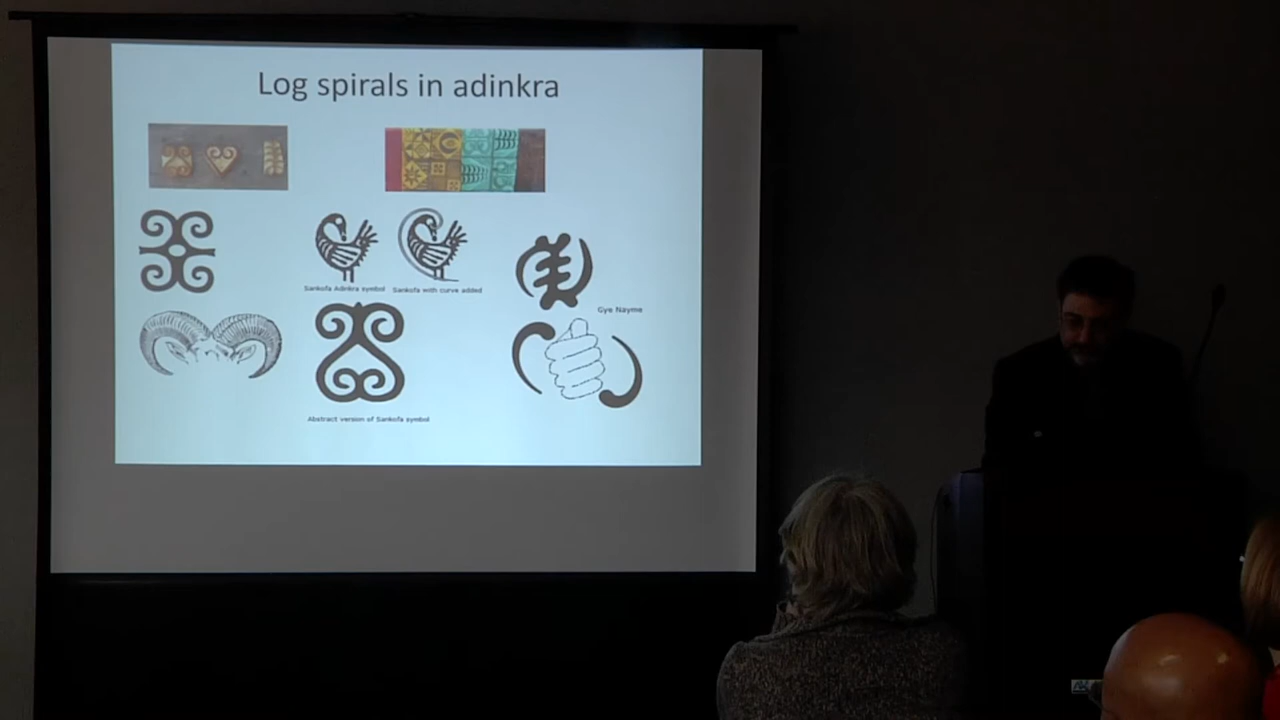 Log spirals in adinkra
Sankofa Adinkra symbol
Sankofa with curve added
Gye Nayme
Abstract version of Sankofa symbol